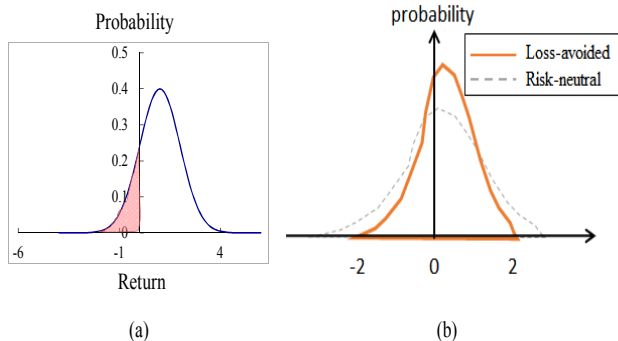 Probability
0.5
0.4
0.3
0.2
0.1
0
-6
-1
4
Return
(a)
probability
Loss-avoided
Risk-neutral
-2
0
2
(b)